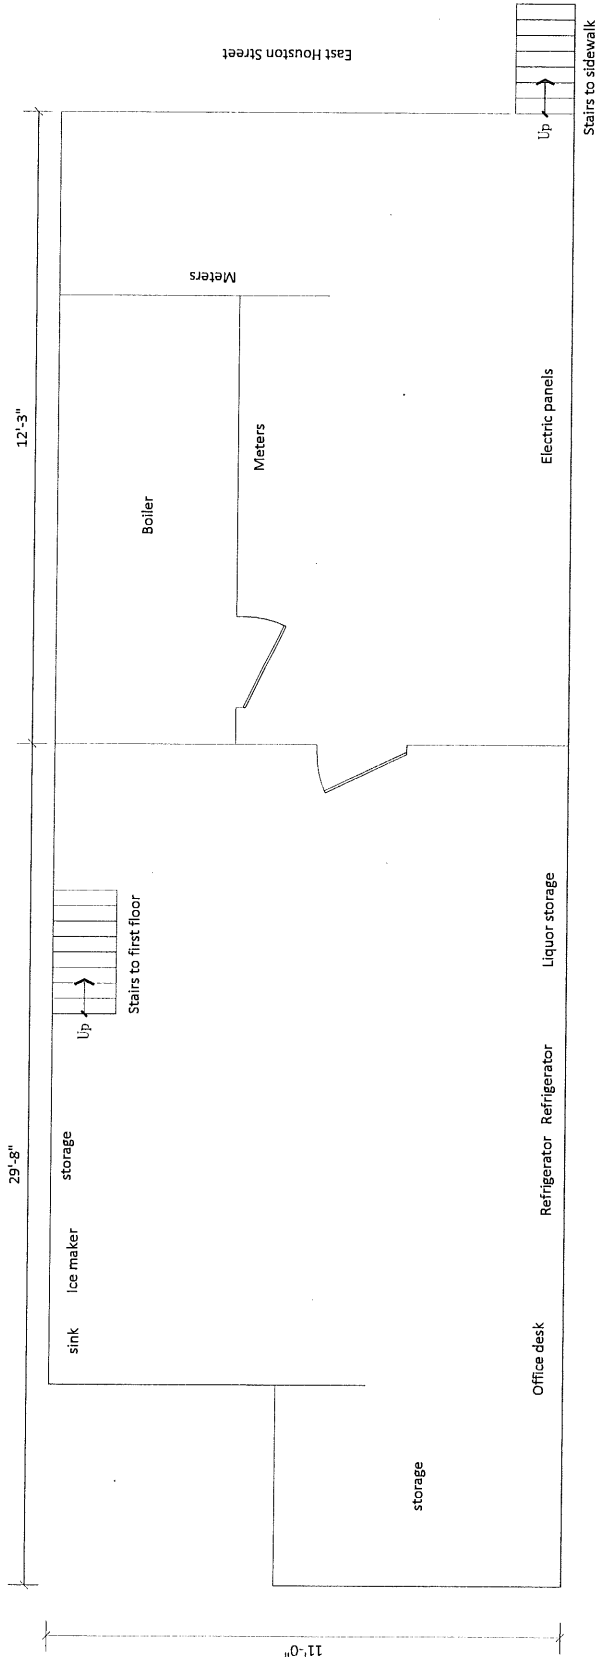 East Houston Street
Up
Stairs to sidewalk
Meters
12'-3"
Boiler
Meters
Electric panels
Up
Stairs to first floor
Liquor storage
29'-8"
storage
Refrigerator
Refrigerator
Ice maker
sink
Office desk
storage
11'-0"